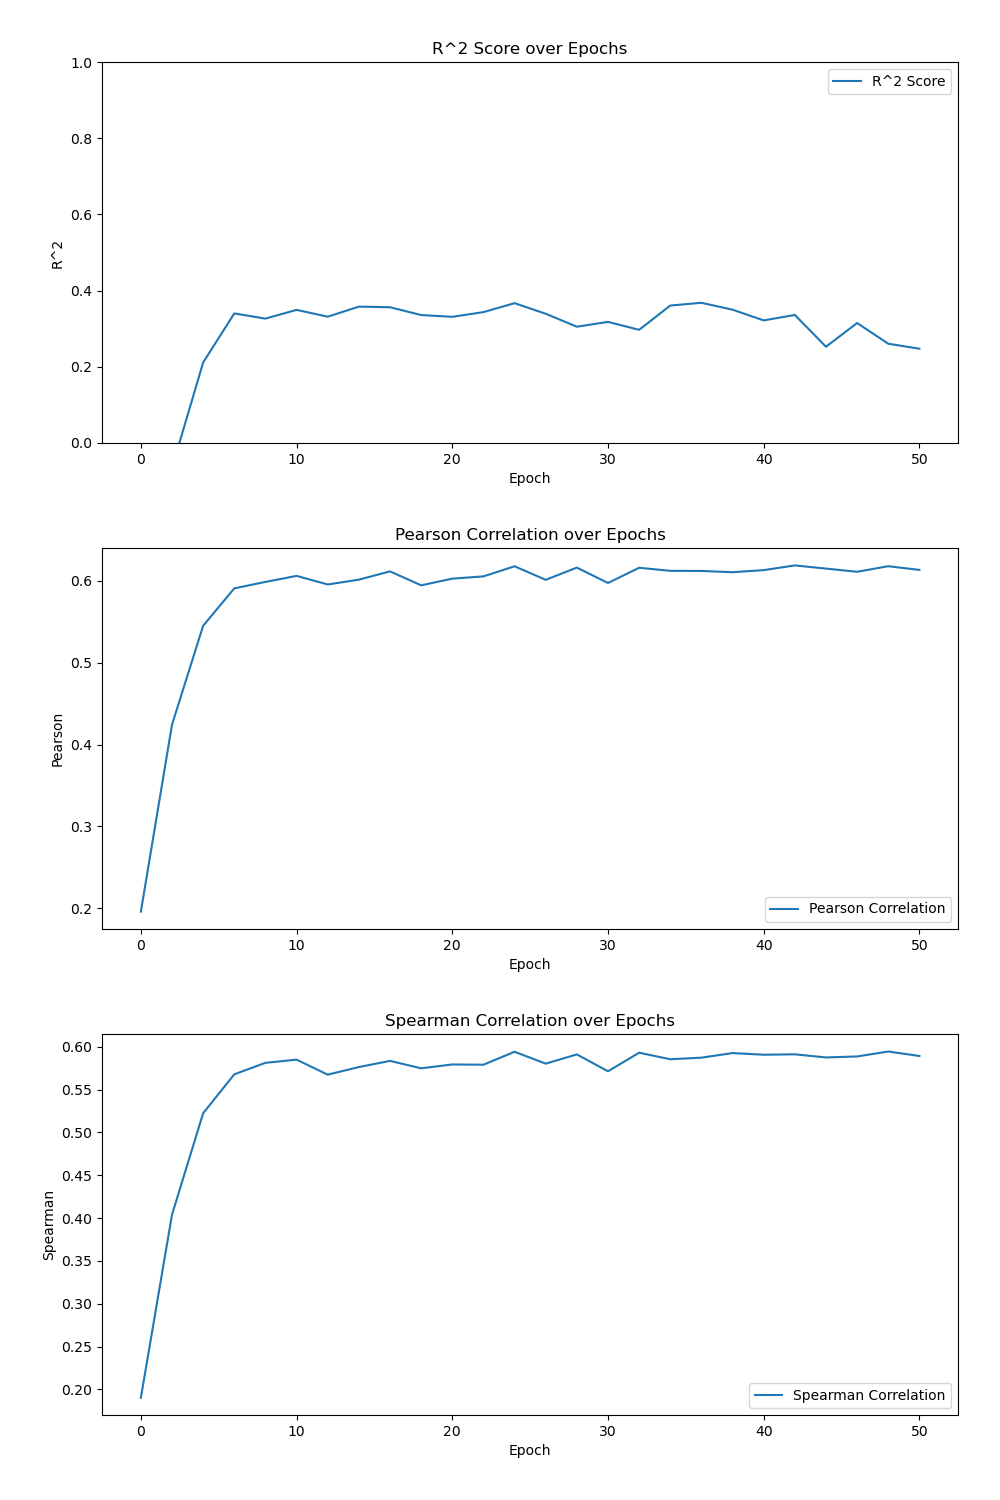 R^2 Score over Epochs
R^2 Score
1.0
0.8
0.6
0.4
0.2
0.0
R^2
0 10 20 30 40 50
Epoch
Pearson Correlation over Epochs
0.6
0.5
0.4
0.3
0.2
Pearson
Pearson Correlation
0 10 20 30 40 50
Epoch
Spearman Correlation over Epochs
0.60
0.55
0.50
0.45
0.40
0.35
0.30
0.25
0.20
Spearman
Spearman Correlation
0 10 20 30 40 50
Epoch